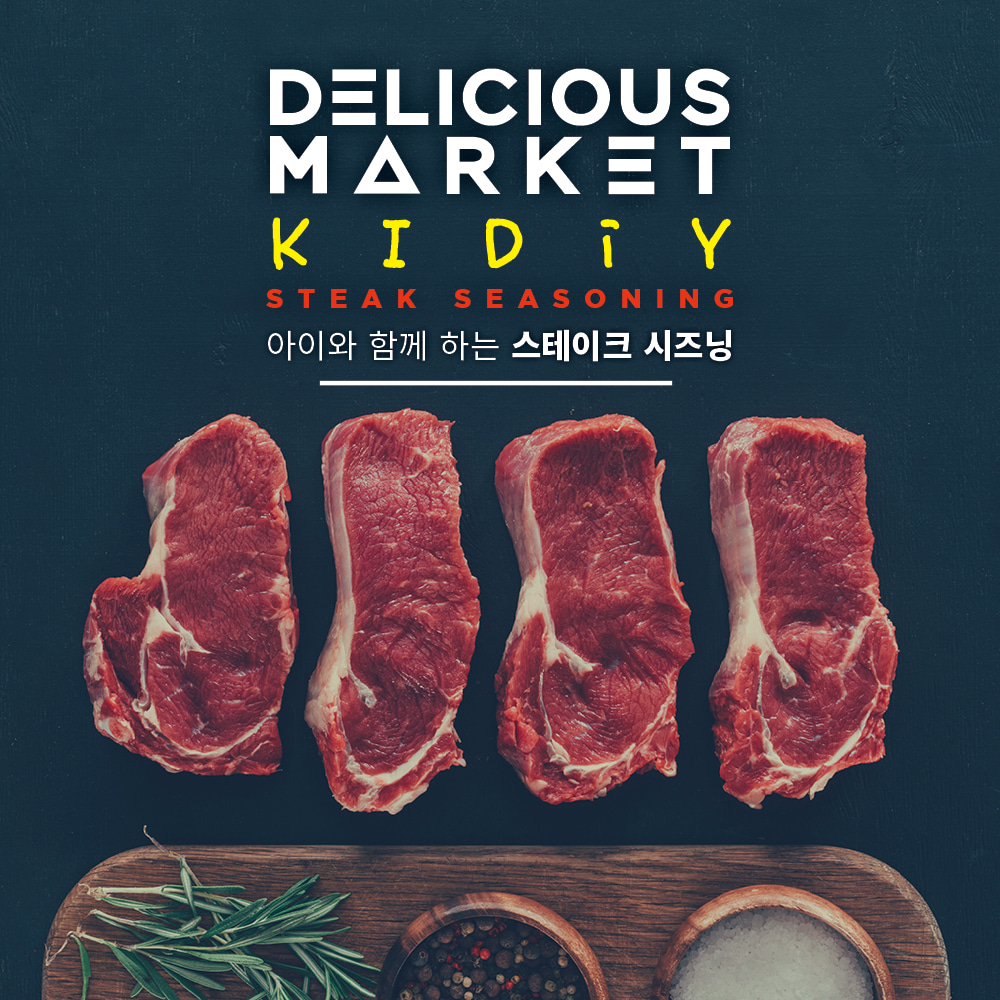 DELICIOUS
MARKET
KIDiY
STEAK SEASONING
아이와 함께 하는 스테이크 시즈닝